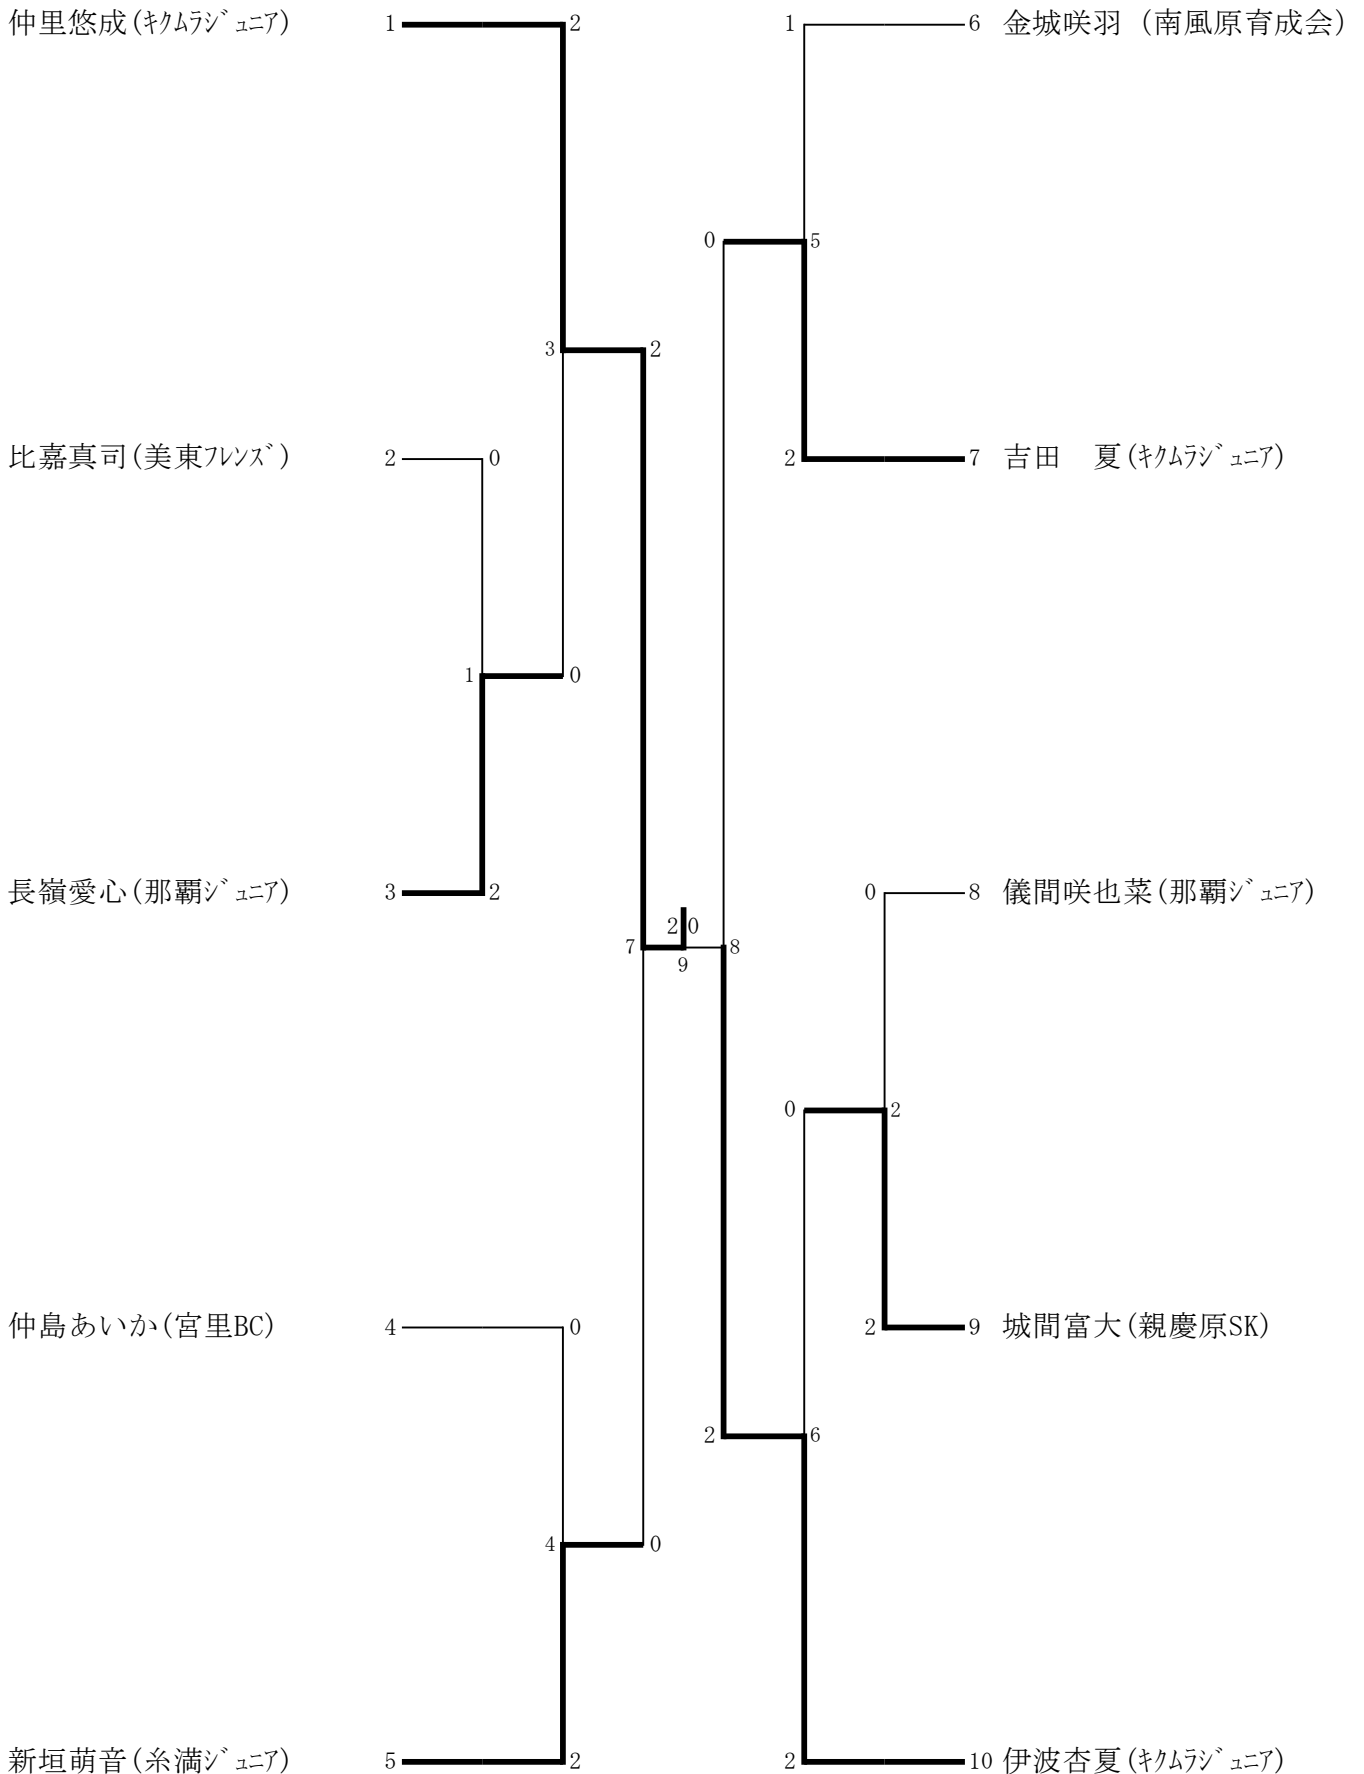 仲里悠成(ｷｸﾑﾗｼﾞｭﾆｱ) 1 2 1 6 金城咲羽 (南風原育成会)
0 5
3 2
比嘉真司(美東ﾌﾚﾝｽﾞ) 2 0 2 7 吉田　夏(ｷｸﾑﾗｼﾞｭﾆｱ)
1 0
長嶺愛心(那覇ｼﾞｭﾆｱ) 3 2 0 8 儀間咲也菜(那覇ｼﾞｭﾆｱ)
2 0
7 8
9
0 2
仲島あいか(宮里BC) 4 0 2 9 城間富大(親慶原SK)
2 6
4 0
新垣萌音(糸満ｼﾞｭﾆｱ) 5 2 2 10 伊波杏夏(ｷｸﾑﾗｼﾞｭﾆｱ)